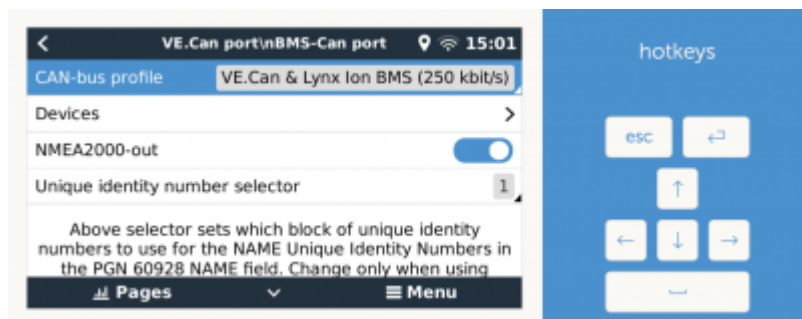 VE.Can port\nBMS-Can port 15:01
CAN-bus profile VE.Can & Lynx Ion BMS (250 kbit/s)
Devices
NMEA2000-out
Unique identity number selector 1
Above selector sets which block of unique identity
numbers to use for the NAME Unique Identity Numbers in
the PGN 60928 NAME field. Change only when using
Pages Menu
hotkeys
esc